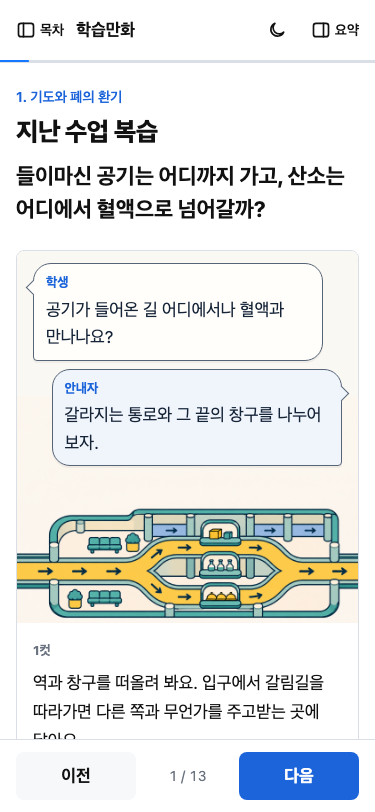 목차 학습만화 요약
1. 기도와 폐의 환기
지난 수업 복습
들이마신 공기는 어디까지 가고, 산소는
어디에서 혈액으로 넘어갈까?
학생
공기가 들어온 길 어디에서나 혈액과
만나나요?
안내자
갈라지는 통로와 그 끝의 창구를 나누어
보자.
1컷
역과 창구를 떠올려 봐요. 입구에서 갈림길을
따라가면 다른 쪽과 무언가를 주고받는 곳에
이전 1 / 13 다음